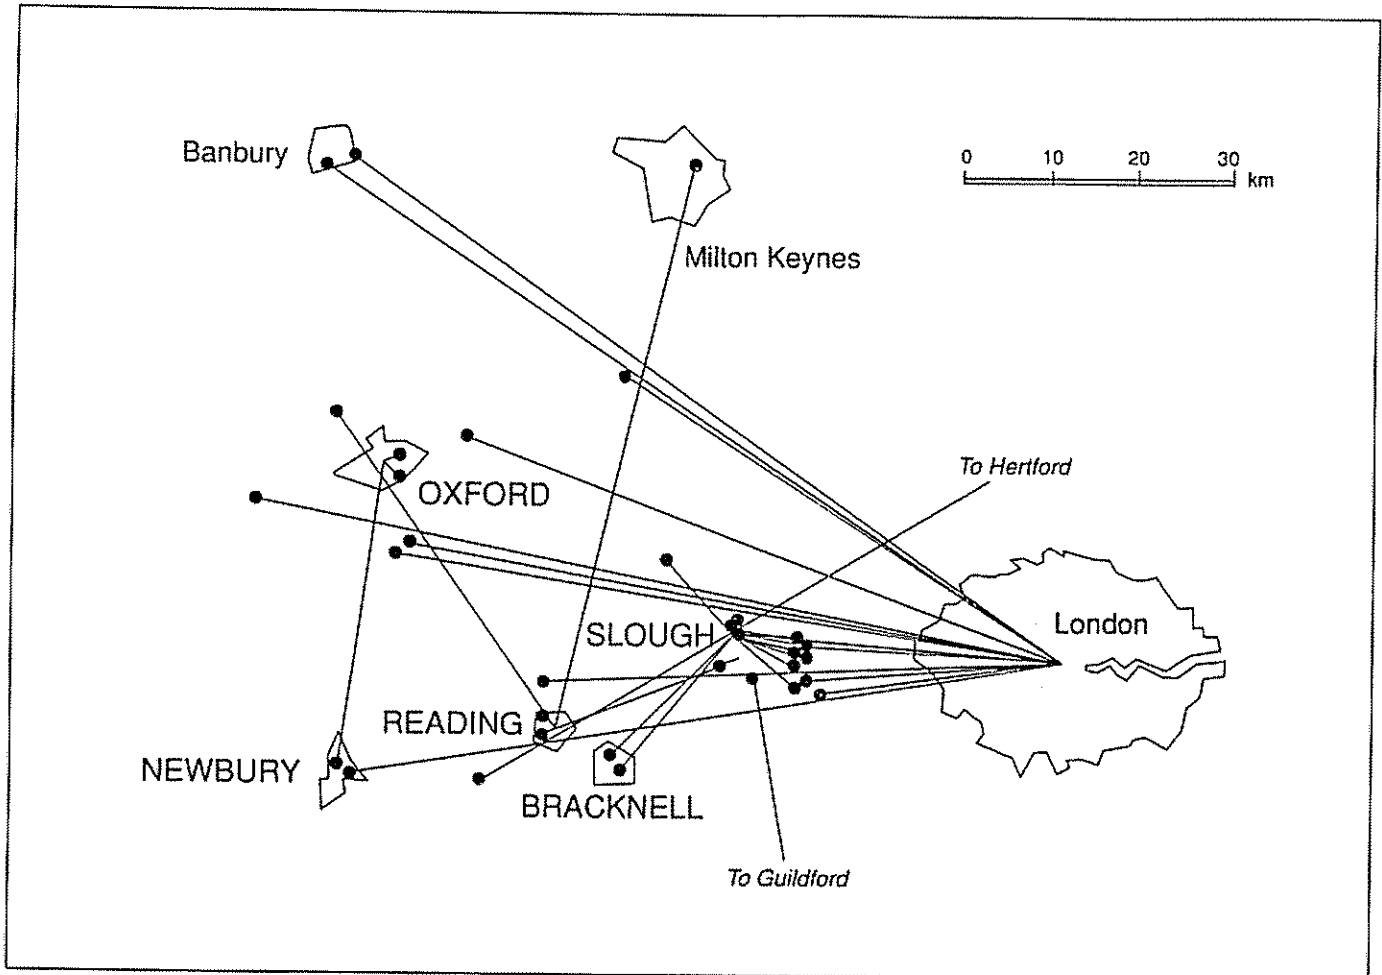 Banbury
0 10 20 30
km
Milton Keynes
To Hertford
OXFORD
London
SLOUGH
READING
NEWBURY
BRACKNELL
To Guildford